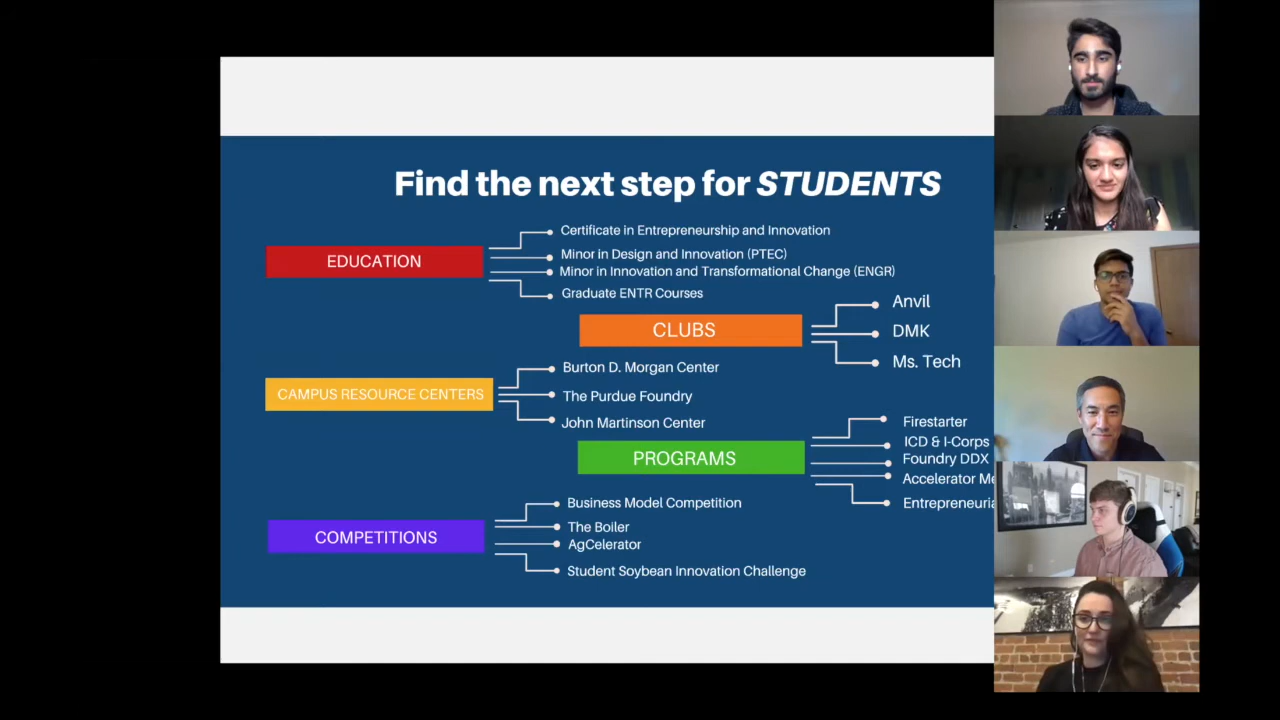 Find the next step for STUDENTS
EDUCATION
Certificate in Entrepreneurship and Innovation
Minor in Design and Innovation (PTEC)
Minor in Innovation and Transformational Change (ENGR)
Graduate ENTR Courses
CLUBS
Anvil
DMK
Ms. Tech
CAMPUS RESOURCE CENTERS
Burton D. Morgan Center
The Purdue Foundry
John Martinson Center
PROGRAMS
Firestarter
ICD & I-Corps
Foundry DDX
Accelerator
COMPETITIONS
Business Model Competition
The Boiler
AgCelerator
Student Soybean Innovation Challenge